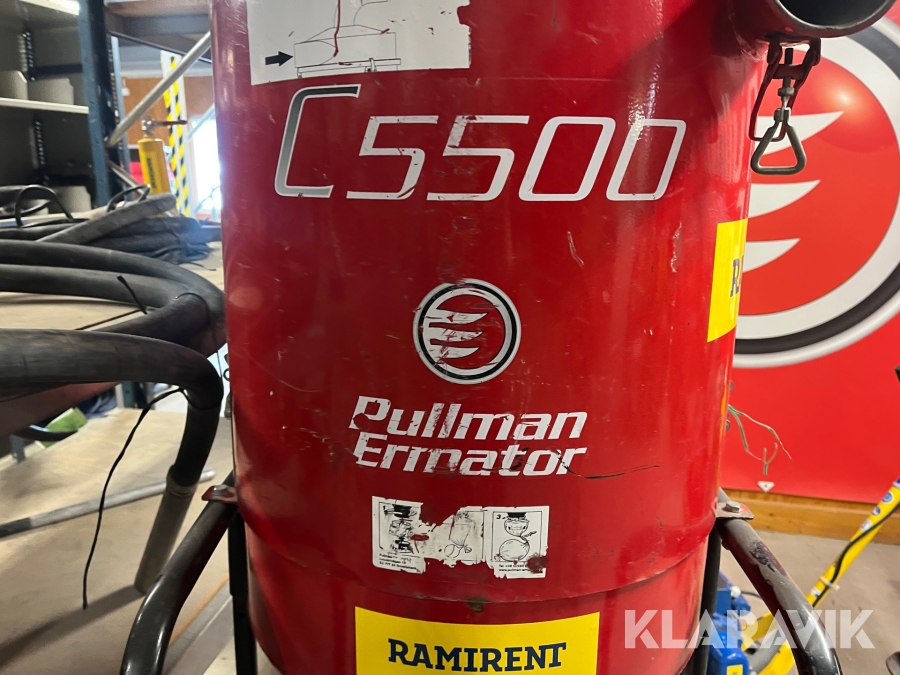 C5500
Pullman
Ermator
RAMIRENT
KLARAVIK